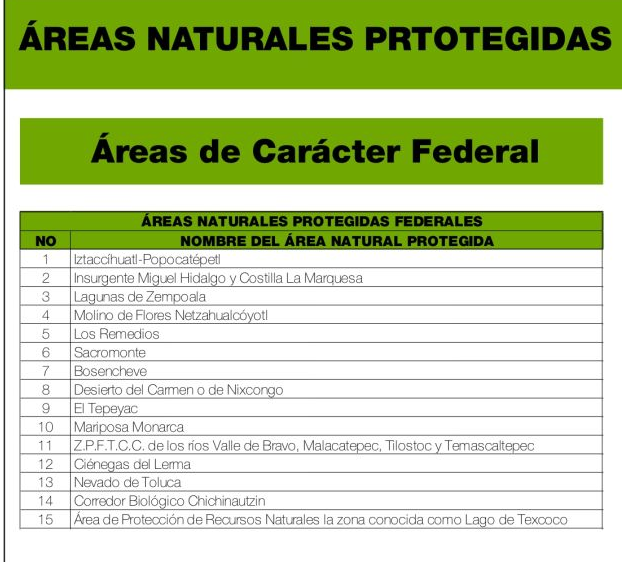 ÁREAS NATURALES PRTOTEGIDAS
Áreas de Carácter Federal
ÁREAS NATURALES PROTEGIDAS FEDERALES
NO NOMBRE DEL ÁREA NATURAL PROTEGIDA
1 Iztaccíhuatl-Popocatépetl
2 Insurgente Miguel Hidalgo y Costilla La Marquesa
3 Lagunas de Zempoala
4 Molino de Flores Netzahualcóyotl
5 Los Remedios
6 Sacromonte
7 Bosencheve
8 Desierto del Carmen o de Nixcongo
9 El Tepeyac
10 Mariposa Monarca
11 Z.P.F.T.C.C. de los ríos Valle de Bravo, Malacatepec, Tilostoc y Temascaltepec
12 Ciénegas del Lerma
13 Nevado de Toluca
14 Corredor Biológico Chichinautzin
15 Área de Protección de Recursos Naturales la zona conocida como Lago de Texcoco